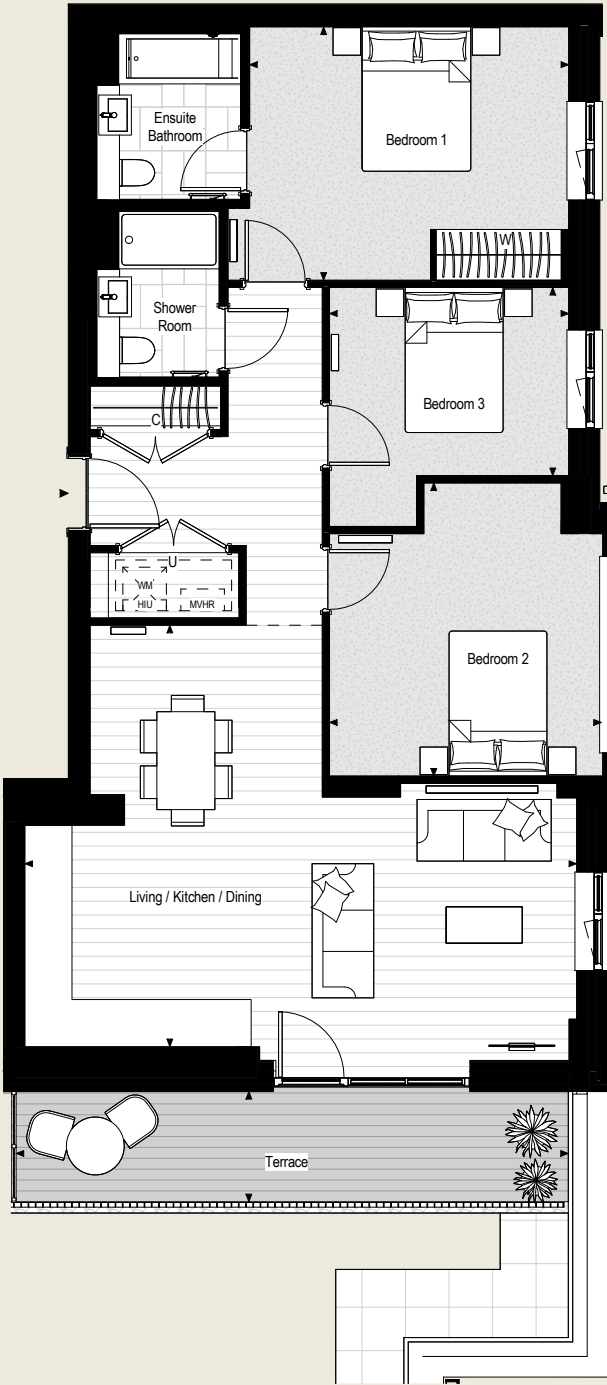 Ensuite
Bathroom
Bedroom 1
W
Shower
Room
Bedroom 3
C
U
WM
HIU
MVHR
Bedroom 2
Living / Kitchen / Dining
Terrace